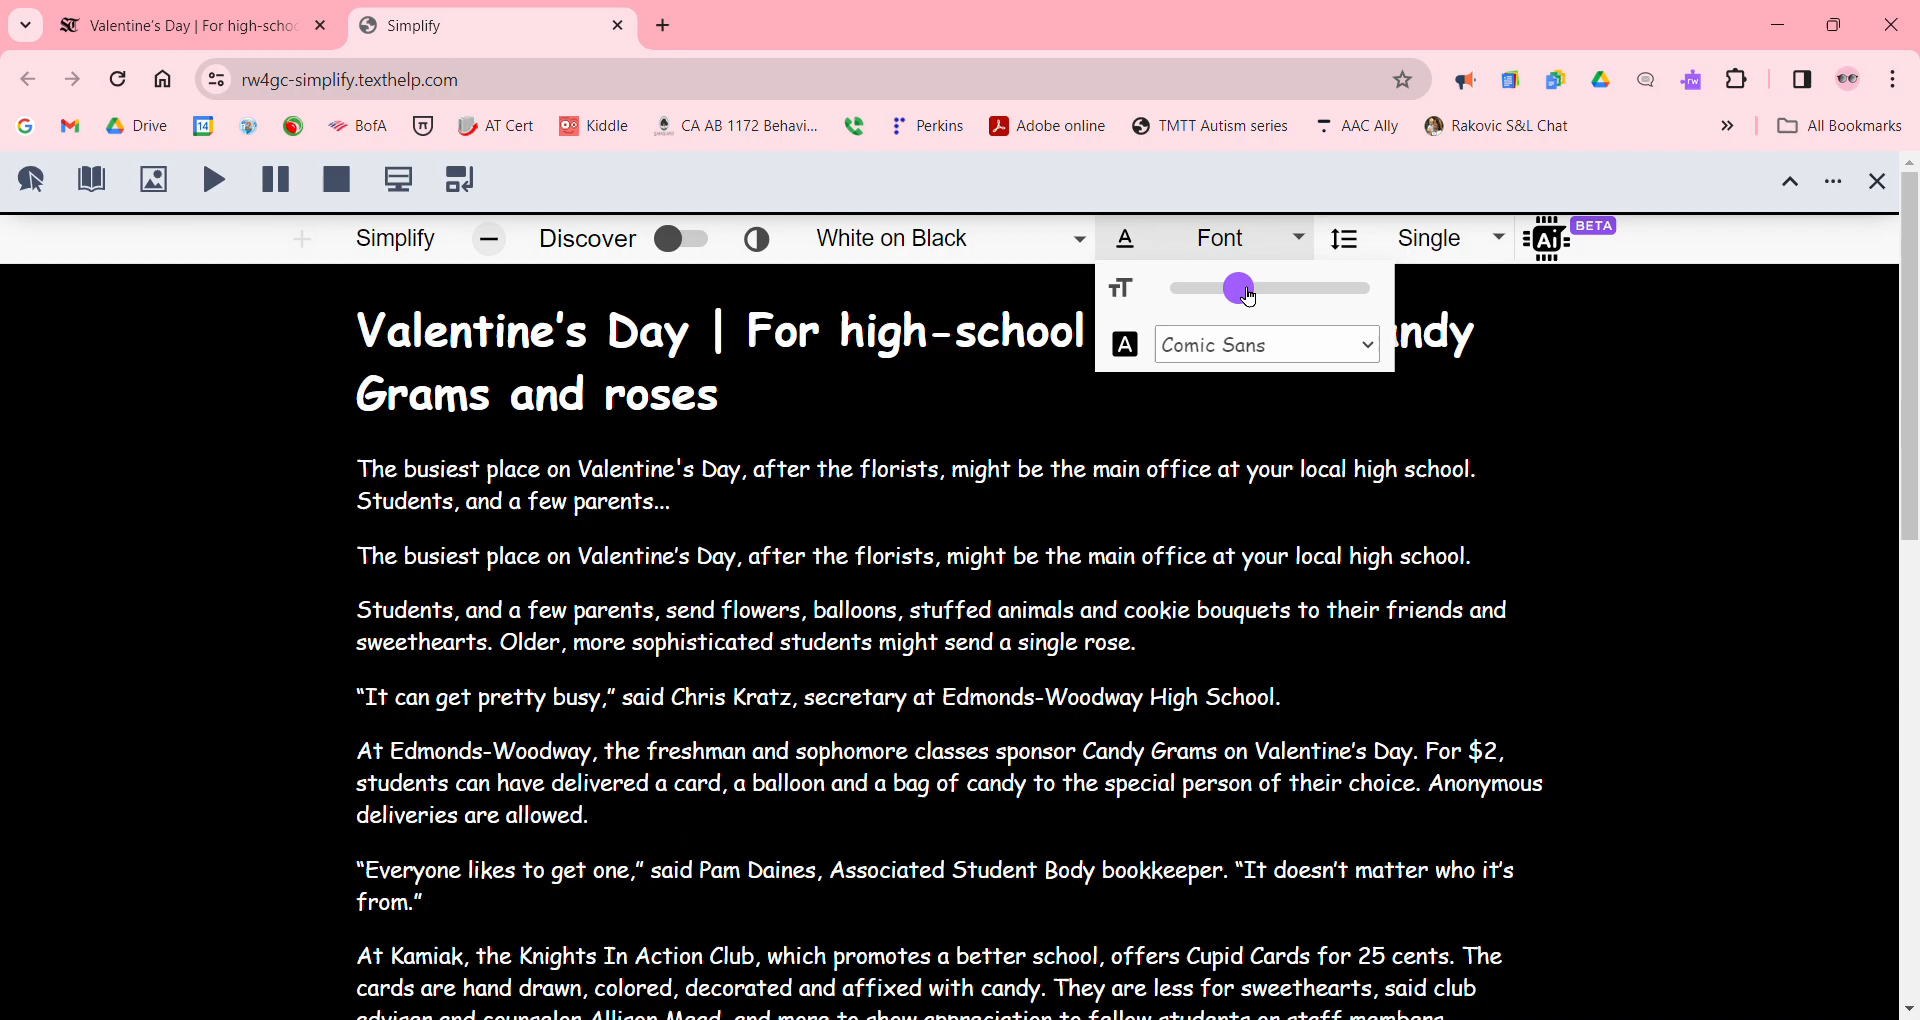 Valentine's Day | For high-schoo
Simplify
rw4gc-simplify.texthelp.com
Drive
14
BofA
AT Cert
Kiddle
CA AB 1172 Behavi...
Perkins
Adobe online
TMTT Autism series
AAC Ally
Rakovic S&L Chat
»
All Bookmarks
Simplify
Discover
White on Black
A
Font
Single
Ai
BETA
TT
A
Comic Sans
Valentine's Day | For high-school andy
Grams and roses
The busiest place on Valentine's Day, after the florists, might be the main office at your local high school.
Students, and a few parents...
The busiest place on Valentine’s Day, after the florists, might be the main office at your local high school.
Students, and a few parents, send flowers, balloons, stuffed animals and cookie bouquets to their friends and
sweethearts. Older, more sophisticated students might send a single rose.
“It can get pretty busy,” said Chris Kratz, secretary at Edmonds-Woodway High School.
At Edmonds-Woodway, the freshman and sophomore classes sponsor Candy Grams on Valentine’s Day. For $2,
students can have delivered a card, a balloon and a bag of candy to the special person of their choice. Anonymous
deliveries are allowed.
“Everyone likes to get one,” said Pam Daines, Associated Student Body bookkeeper. “It doesn’t matter who it’s
from.”
At Kamiak, the Knights In Action Club, which promotes a better school, offers Cupid Cards for 25 cents. The
cards are hand drawn, colored, decorated and affixed with candy. They are less for sweethearts, said club